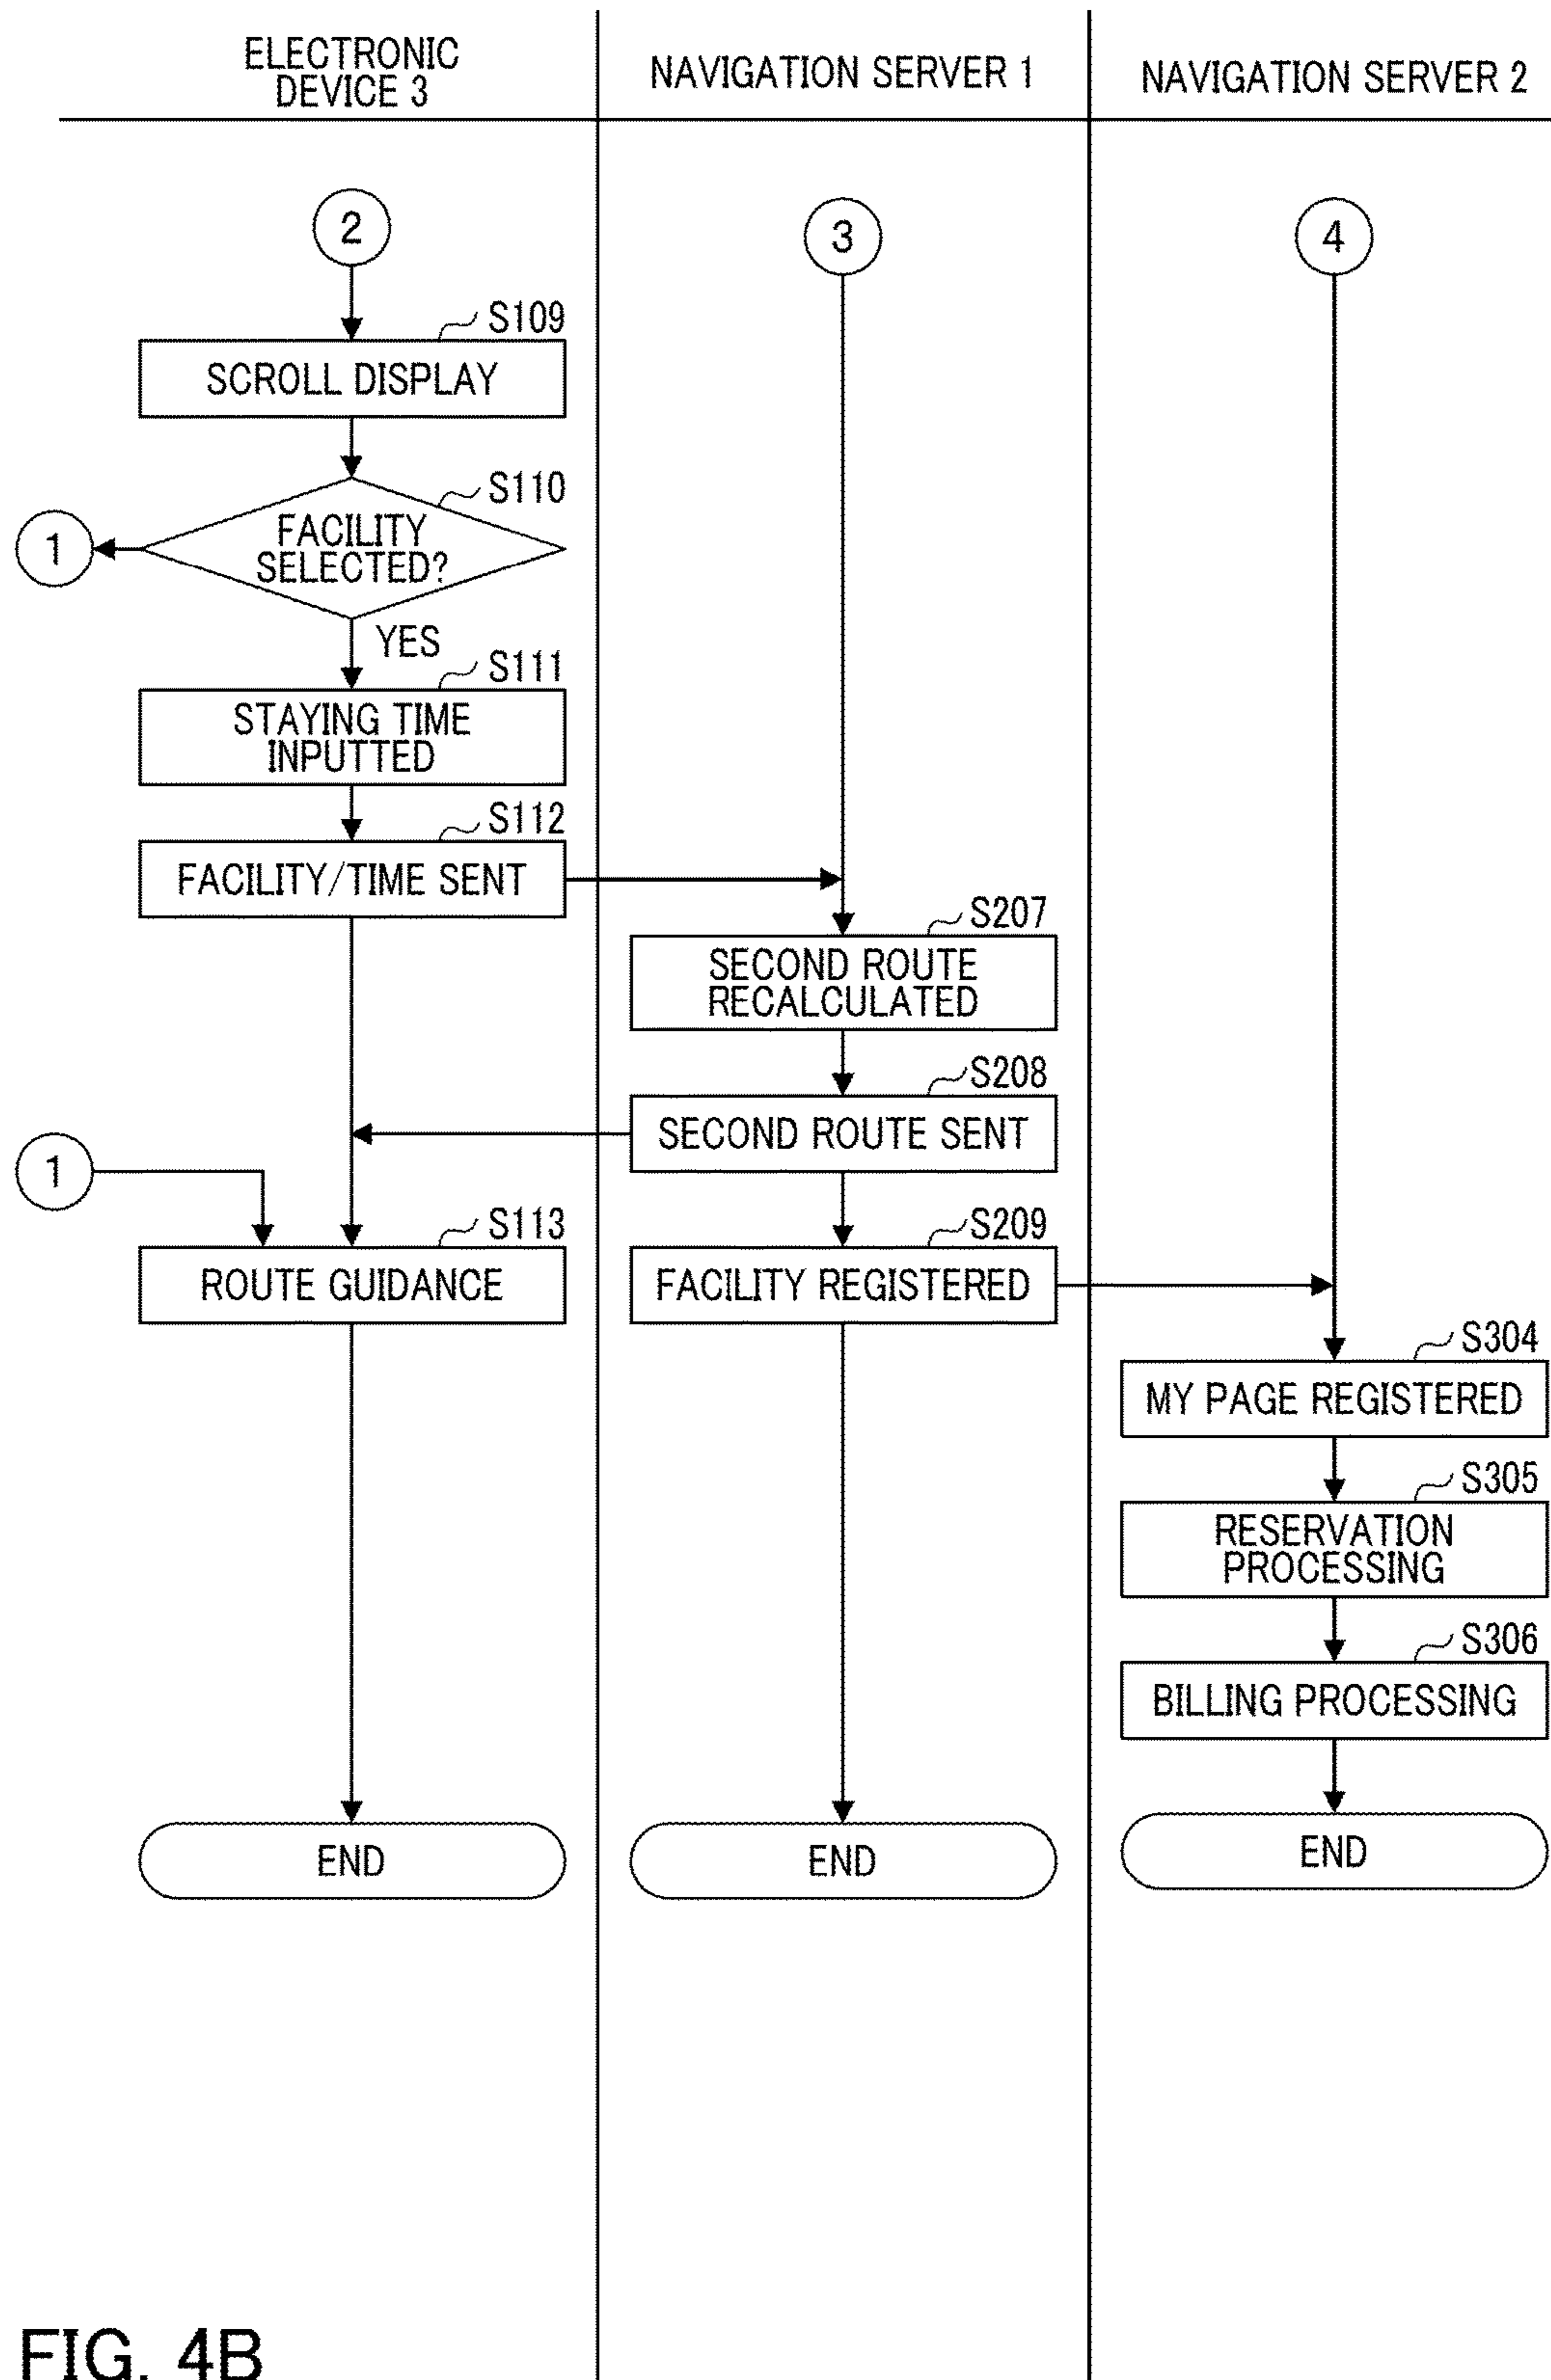 ELECTRONIC
DEVICE 3
NAVIGATION SERVER 1
NAVIGATION SERVER 2
2
3
4
S109
SCROLL DISPLAY
S110
FACILITY
SELECTED?
1
YES
S111
STAYING TIME
INPUTTED
S112
FACILITY/TIME SENT
S207
SECOND ROUTE
RECALCULATED
S208
SECOND ROUTE SENT
1
S113
ROUTE GUIDANCE
S209
FACILITY REGISTERED
S304
MY PAGE REGISTERED
S305
RESERVATION
PROCESSING
S306
BILLING PROCESSING
END
END
END
FIG. 4B